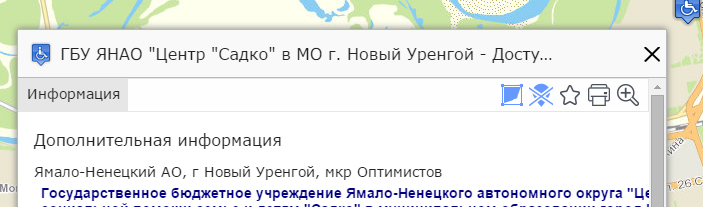 ГБУ ЯНАО "Центр "Садко" в МО г. Новый Уренгой - Досту...
Информация
Дополнительная информация
Ямало-Ненецкий АО, г Новый Уренгой, мкр Оптимистов
Государственное бюджетное учреждение Ямало-Ненецкого автономного округа "Це